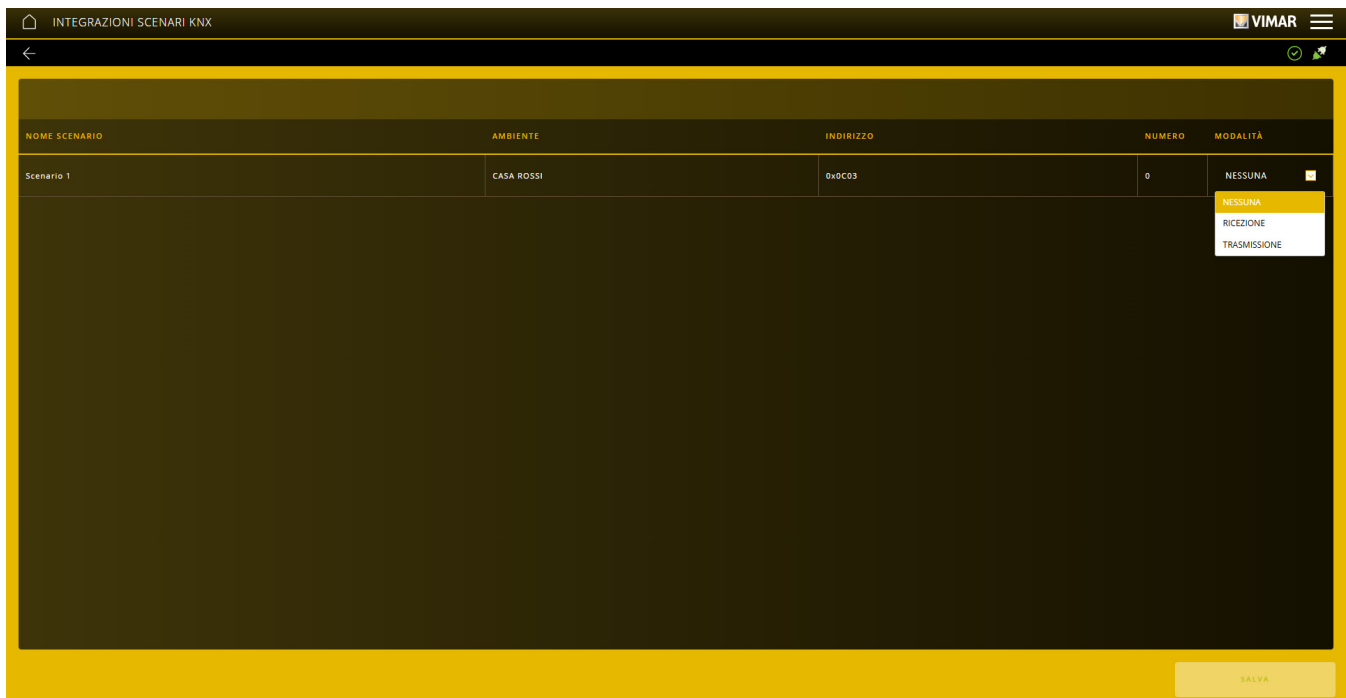 INTEGRAZIONI SCENARI KNX
VIMAR
NOME SCENARIO AMBIENTE INDIRIZZO NUMERO MODALITÀ
Scenario 1 CASA ROSSI 0x0C03 0 NESSUNA
NESSUNA
RICEZIONE
TRASMISSIONE
SALVA